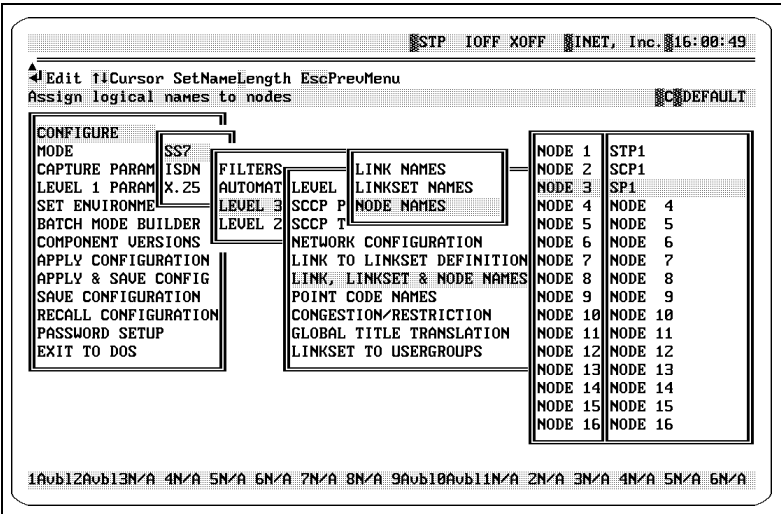 STP IOFF XOFF INET, Inc. 16:00:49
Edit ↑↓Cursor SetNameLength EscPrevMenu
Assign logical names to nodes C DEFAULT
CONFIGURE
MODE
CAPTURE PARAM
LEVEL 1 PARAM
SET ENVIRONME
BATCH MODE BUILDER
COMPONENT VERSIONS
APPLY CONFIGURATION
APPLY & SAVE CONFIG
SAVE CONFIGURATION
RECALL CONFIGURATION
PASSWORD SETUP
EXIT TO DOS
SS7
ISDN
X.25
FILTERS
AUTOMAT
LEVEL 3
LEVEL 2
LEVEL
SCCP P
SCCP T
NETWORK CONFIGURATION
LINK TO LINKSET DEFINITION
LINK, LINKSET & NODE NAMES
POINT CODE NAMES
CONGESTION/RESTRICTION
GLOBAL TITLE TRANSLATION
LINKSET TO USERGROUPS
LINK NAMES
LINKSET NAMES
NODE NAMES
NODE 1 STP1
NODE 2 SCP1
NODE 3 SP1
NODE 4 NODE 4
NODE 5 NODE 5
NODE 6 NODE 6
NODE 7 NODE 7
NODE 8 NODE 8
NODE 9 NODE 9
NODE 10 NODE 10
NODE 11 NODE 11
NODE 12 NODE 12
NODE 13 NODE 13
NODE 14 NODE 14
NODE 15 NODE 15
NODE 16 NODE 16
1Avbl2Avbl3N/A 4N/A 5N/A 6N/A 7N/A 8N/A 9Avbl0Avbl1N/A 2N/A 3N/A 4N/A 5N/A 6N/A